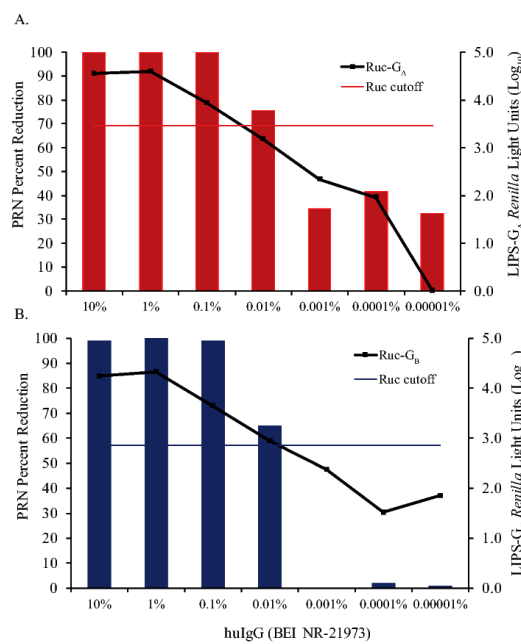 A.
100
90
80
70
60
50
40
30
20
10
0
PRN Percent Reduction
Ruc-G_A
Ruc cutoff
5.0
4.0
3.0
2.0
1.0
0.0
LIPS-G_A Renilla Light Units (Log₁₀)
10% 1% 0.1% 0.01% 0.001% 0.0001% 0.00001%
B.
100
90
80
70
60
50
40
30
20
10
0
PRN Percent Reduction
Ruc-G_B
Ruc cutoff
5.0
4.0
3.0
2.0
1.0
0.0
LIPS-G Renilla Light Units (Log
10% 1% 0.1% 0.01% 0.001% 0.0001% 0.00001%
huIgG (BEI NR-21973)